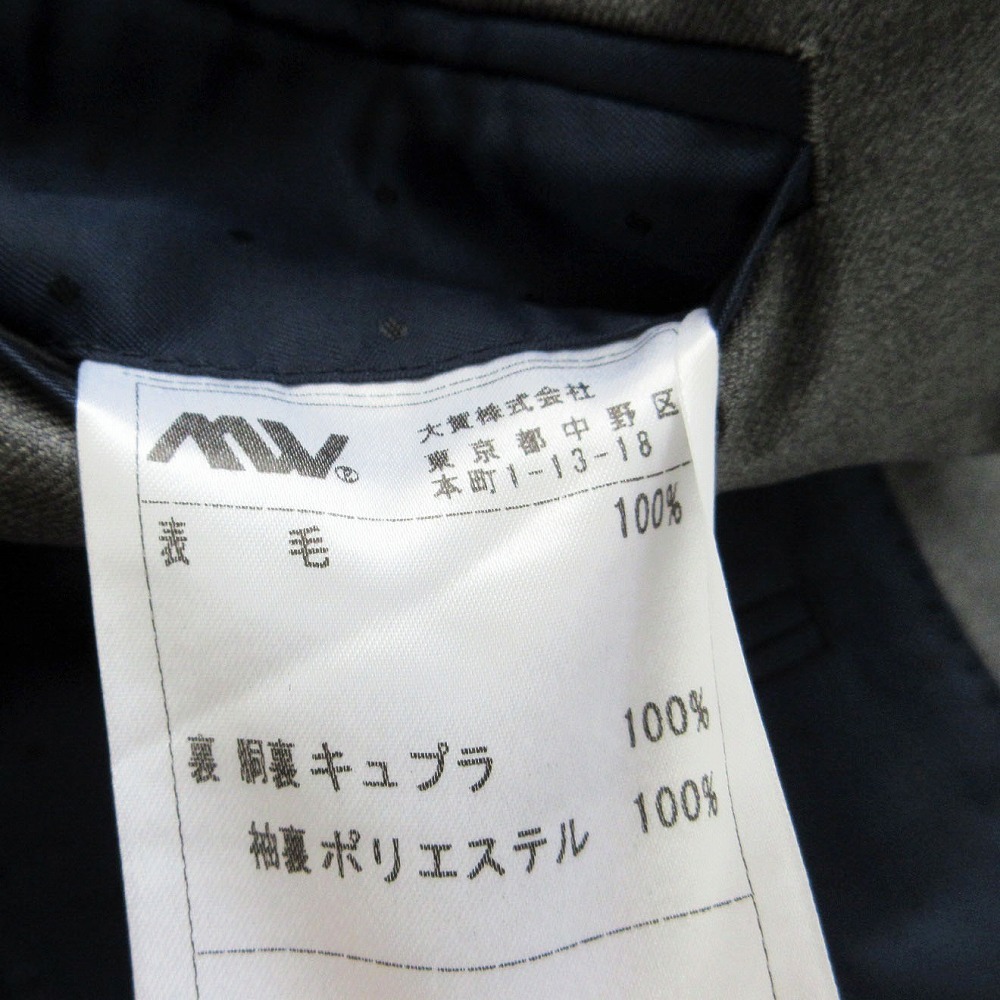 MW®
大賀株式会社
東京都中野区
本町1-13-18
表 毛 100%
裏 胴裏キュプラ 100%
袖裏ポリエステル 100%